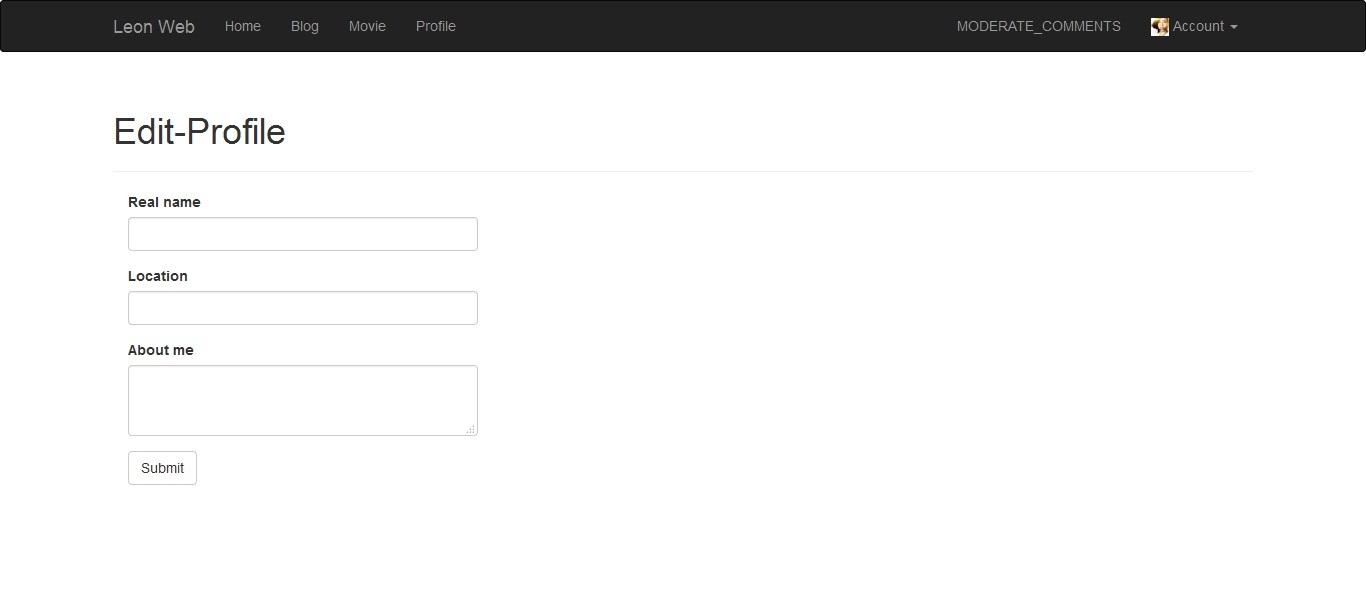 Leon Web Home Blog Movie Profile MODERATE_COMMENTS Account
Edit-Profile
Real name
Location
About me
Submit